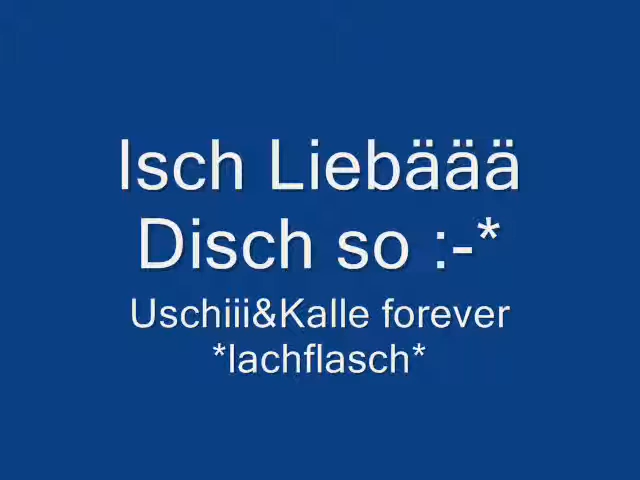 Isch Liebäää
Disch so :-*
Uschiii&Kalle forever
*lachflasch*